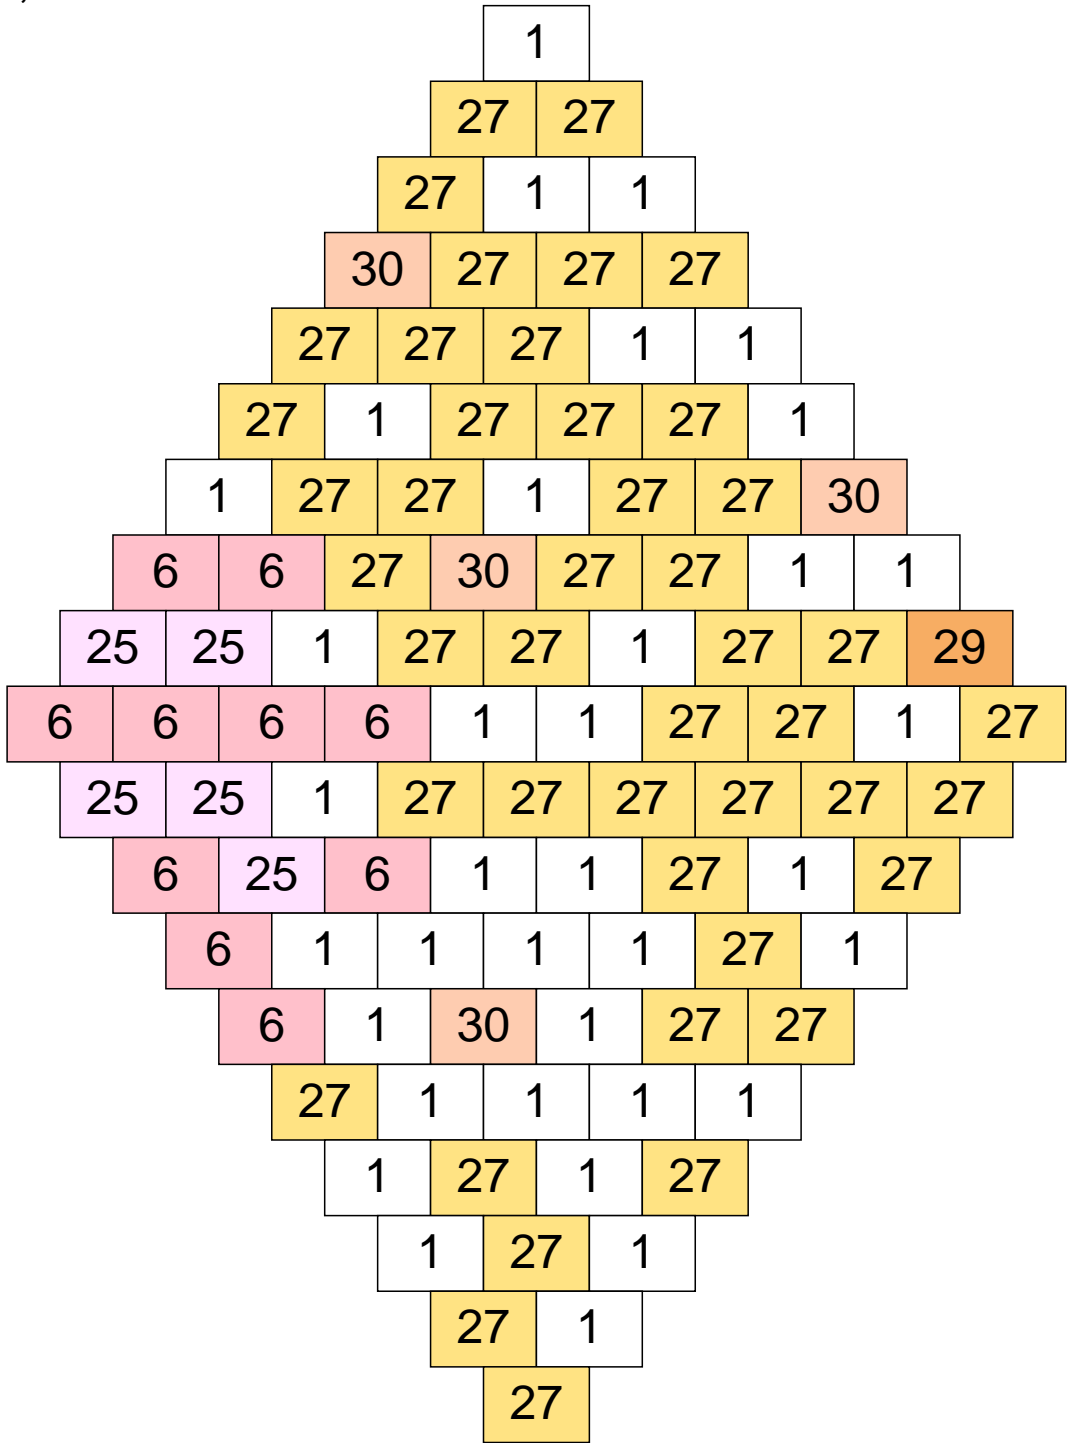 1
27 27
27 1 1
30 27 27 27
27 27 27 1 1
27 1 27 27 27 1
1 27 27 1 27 27 30
6 6 27 30 27 27 1 1
25 25 1 27 27 1 27 27 29
6 6 6 6 1 1 27 27 1 27
25 25 1 27 27 27 27 27 27
6 25 6 1 1 27 1 27
6 1 1 1 1 27 1
6 1 30 1 27 27
27 1 1 1 1
1 27 1 27
1 27 1
27 1
27